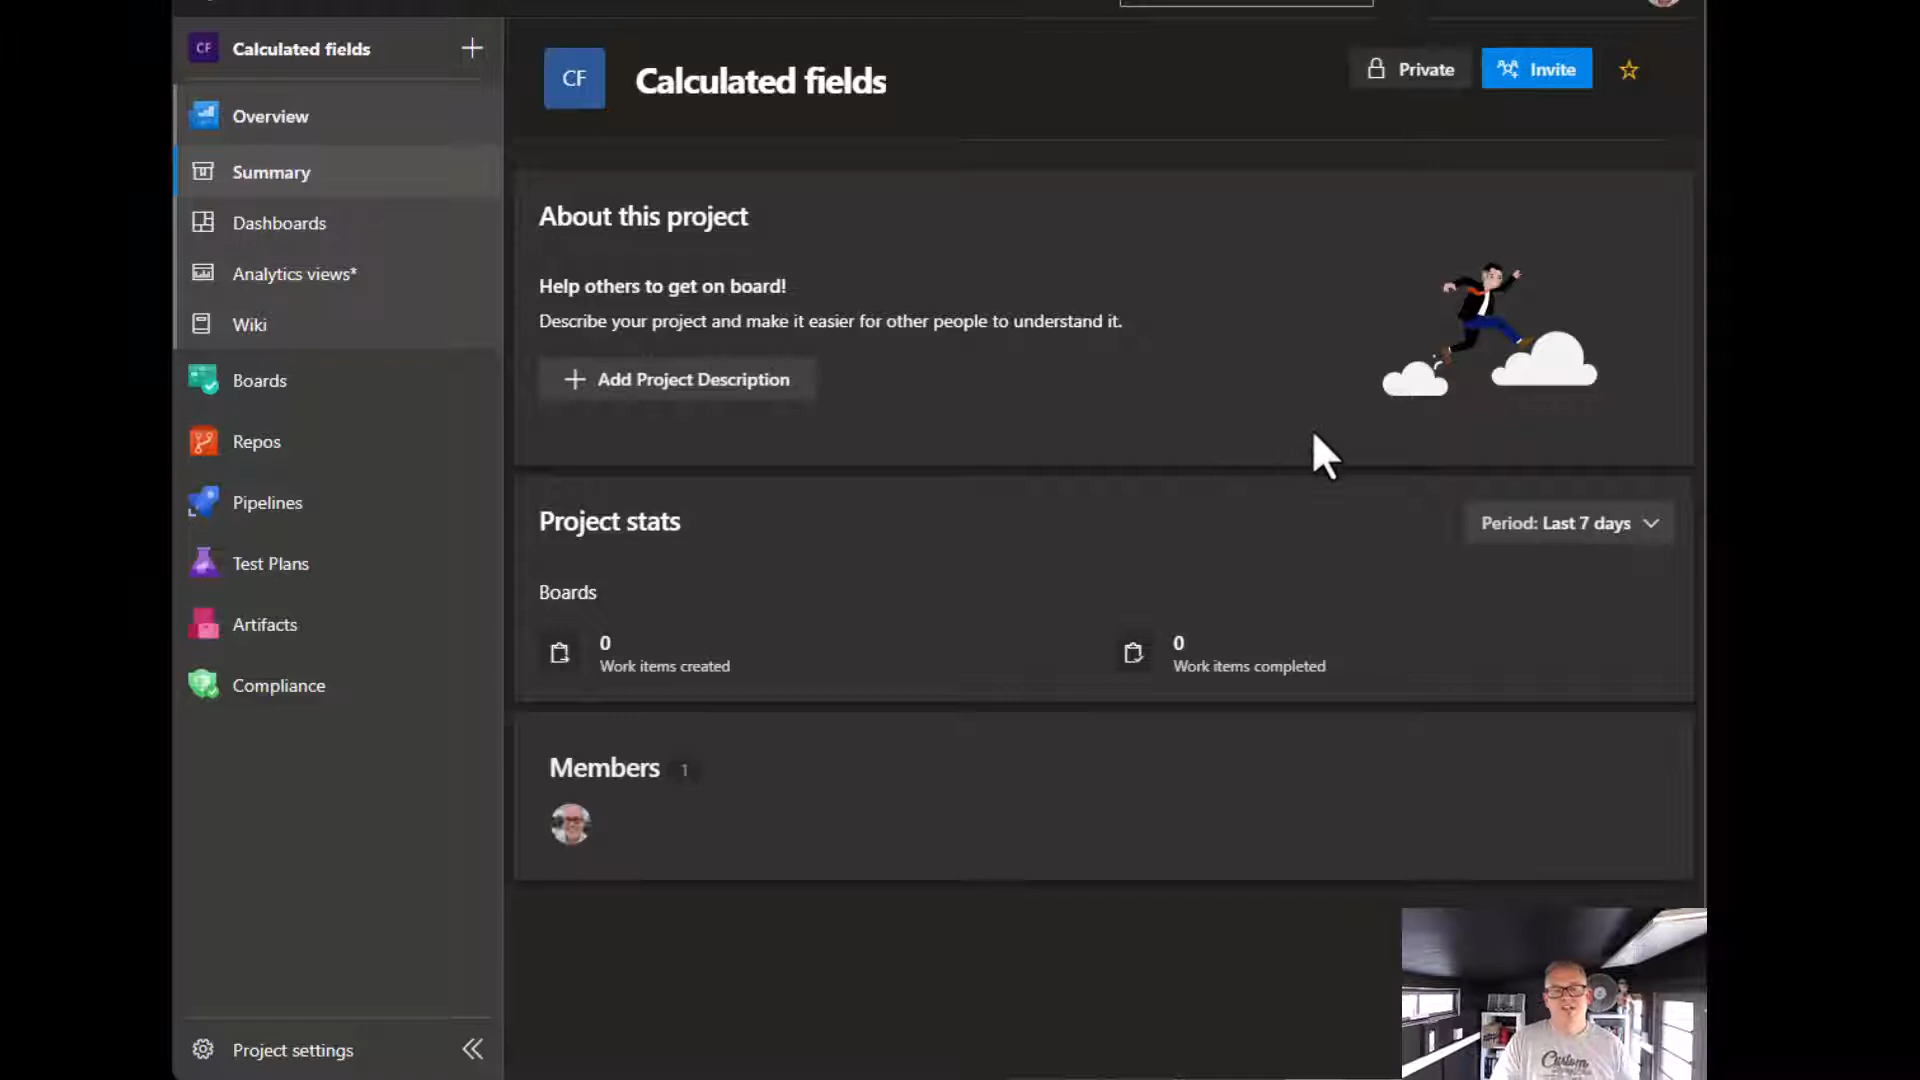 CF Calculated fields
Overview
Summary
Dashboards
Analytics views*
Wiki
Boards
Repos
Pipelines
Test Plans
Artifacts
Compliance
Project settings
CF Calculated fields
Private
Invite
About this project
Help others to get on board!
Describe your project and make it easier for other people to understand it.
Add Project Description
Project stats
Period: Last 7 days
Boards
0
Work items created
0
Work items completed
Members 1
Custom